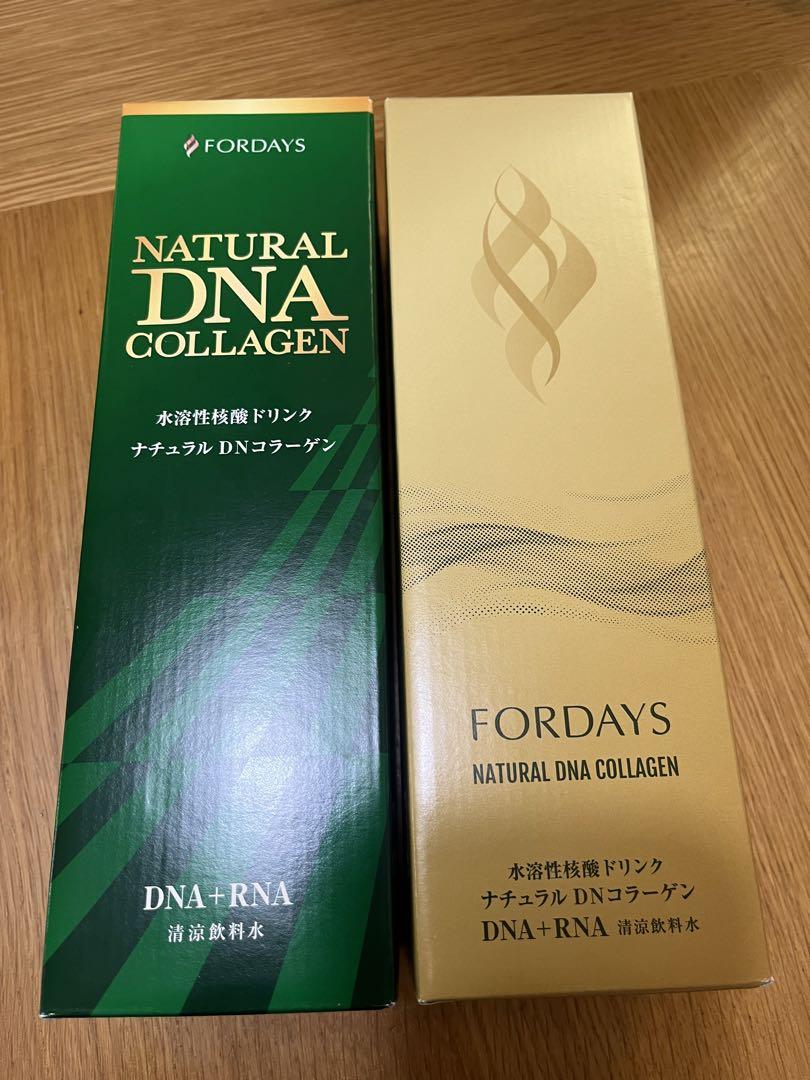 FORDAYS
NATURAL
DNA
COLLAGEN
水溶性核酸ドリンク
ナチュラル DNコラーゲン
DNA+RNA
清涼飲料水
FORDAYS
NATURAL DNA COLLAGEN
水溶性核酸ドリンク
ナチュラル DNコラーゲン
DNA+RNA 清涼飲料水